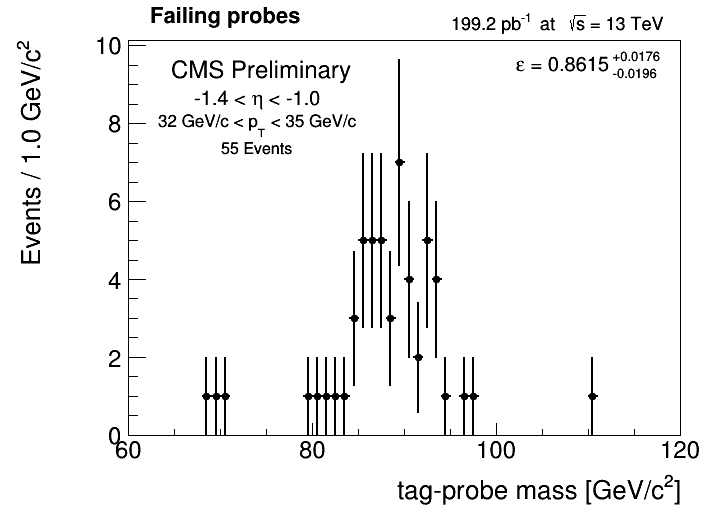 Failing probes
199.2 pb⁻¹ at √s = 13 TeV
CMS Preliminary
-1.4 < η < -1.0
32 GeV/c < p_T < 35 GeV/c
55 Events
ε = 0.8615 +0.0176 -0.0196
Events / 1.0 GeV/c²
10
8
6
4
2
0
60 80 100 120
tag-probe mass [GeV/c²]